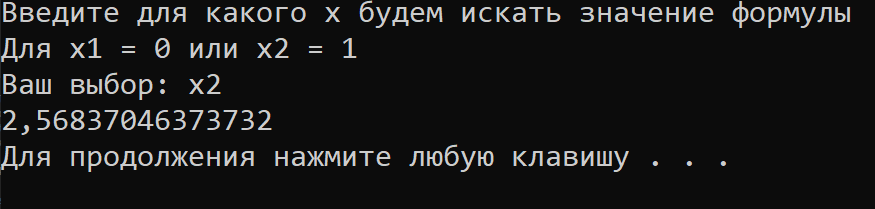 Введите для какого x будем искать значение формулы
Для x1 = 0 или x2 = 1
Ваш выбор: x2
2,56837046373732
Для продолжения нажмите любую клавишу . . .